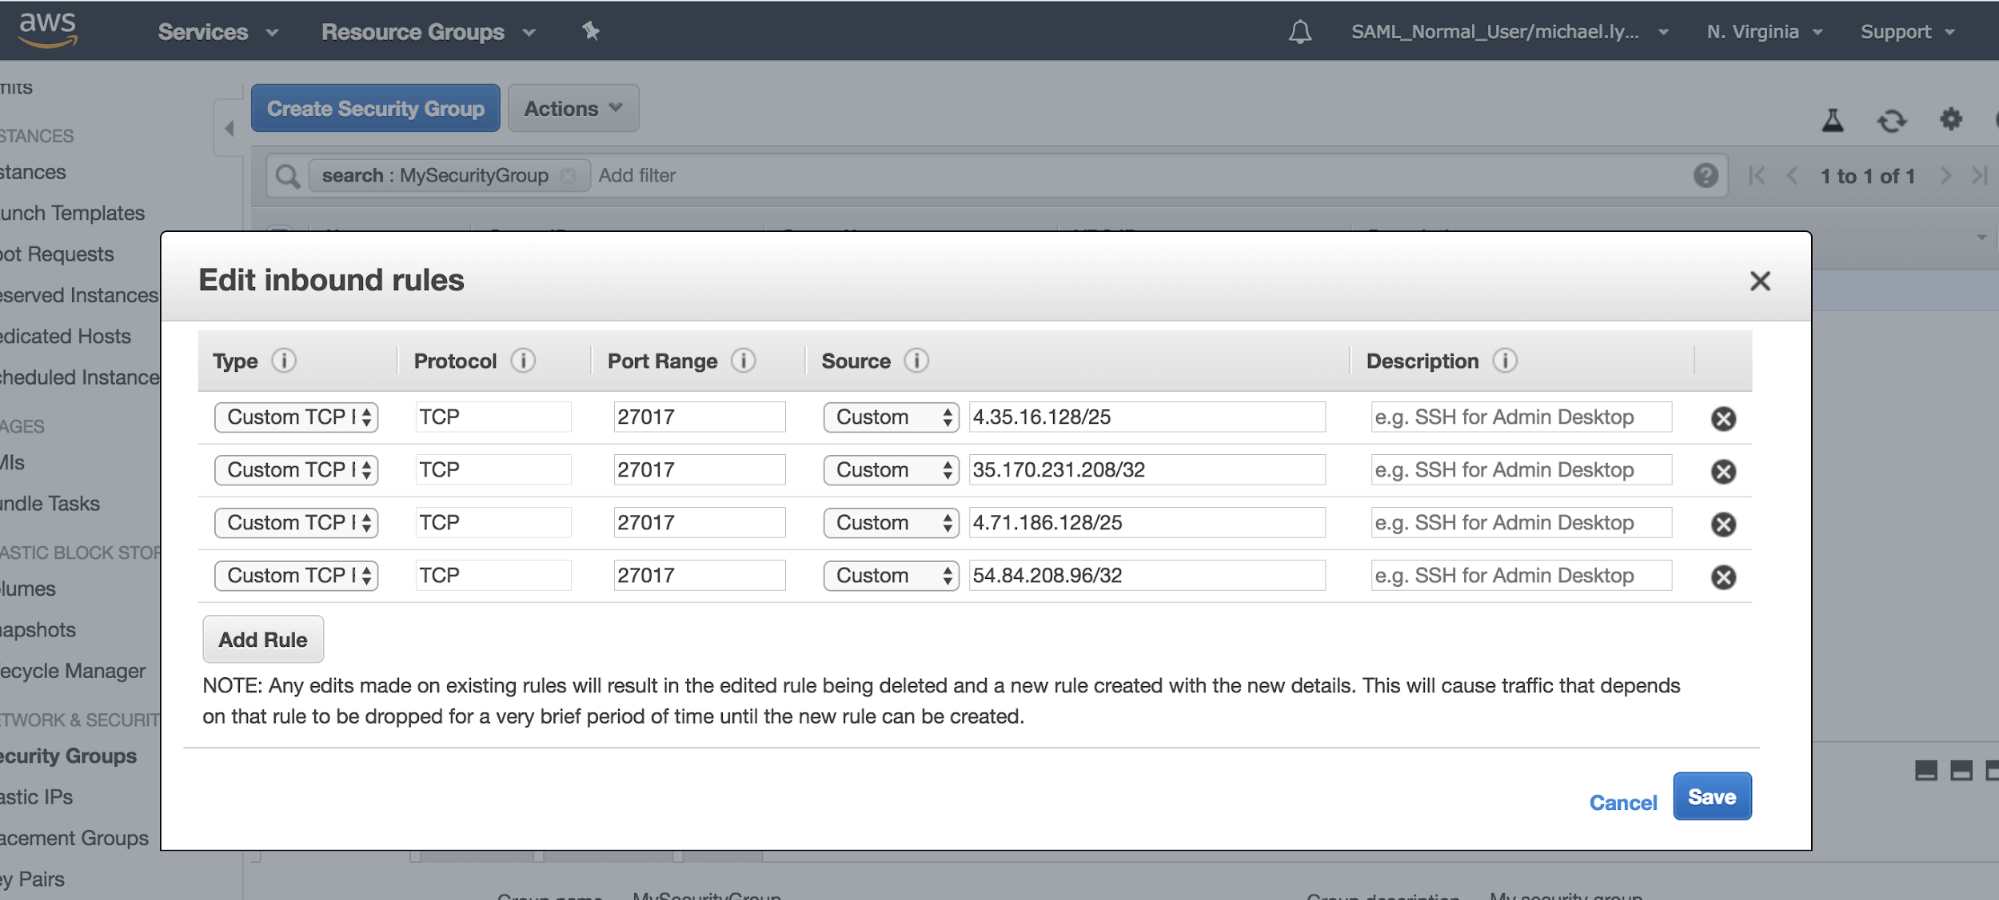 aws Services Resource Groups SAML_Normal_User/michael.ly... N. Virginia Support
Create Security Group Actions
search : MySecurityGroup Add filter 1 to 1 of 1
Edit inbound rules
Type Protocol Port Range Source Description
Custom TCP TCP 27017 Custom 4.35.16.128/25 e.g. SSH for Admin Desktop
Custom TCP TCP 27017 Custom 35.170.231.208/32 e.g. SSH for Admin Desktop
Custom TCP TCP 27017 Custom 4.71.186.128/25 e.g. SSH for Admin Desktop
Custom TCP TCP 27017 Custom 54.84.208.96/32 e.g. SSH for Admin Desktop
Add Rule
NOTE: Any edits made on existing rules will result in the edited rule being deleted and a new rule created with the new details. This will cause traffic that depends
on that rule to be dropped for a very brief period of time until the new rule can be created.
Cancel Save
mits
STANCES
stances
unch Templates
ot Requests
eserved Instances
edicated Hosts
cheduled Instance
AGES
MIs
undle Tasks
ASTIC BLOCK STOR
lumes
napshots
fecycle Manager
ETWORK & SECURIT
ecurity Groups
astic IPs
acement Groups
ey Pairs
Group name MySecurityGroup Group description My security group